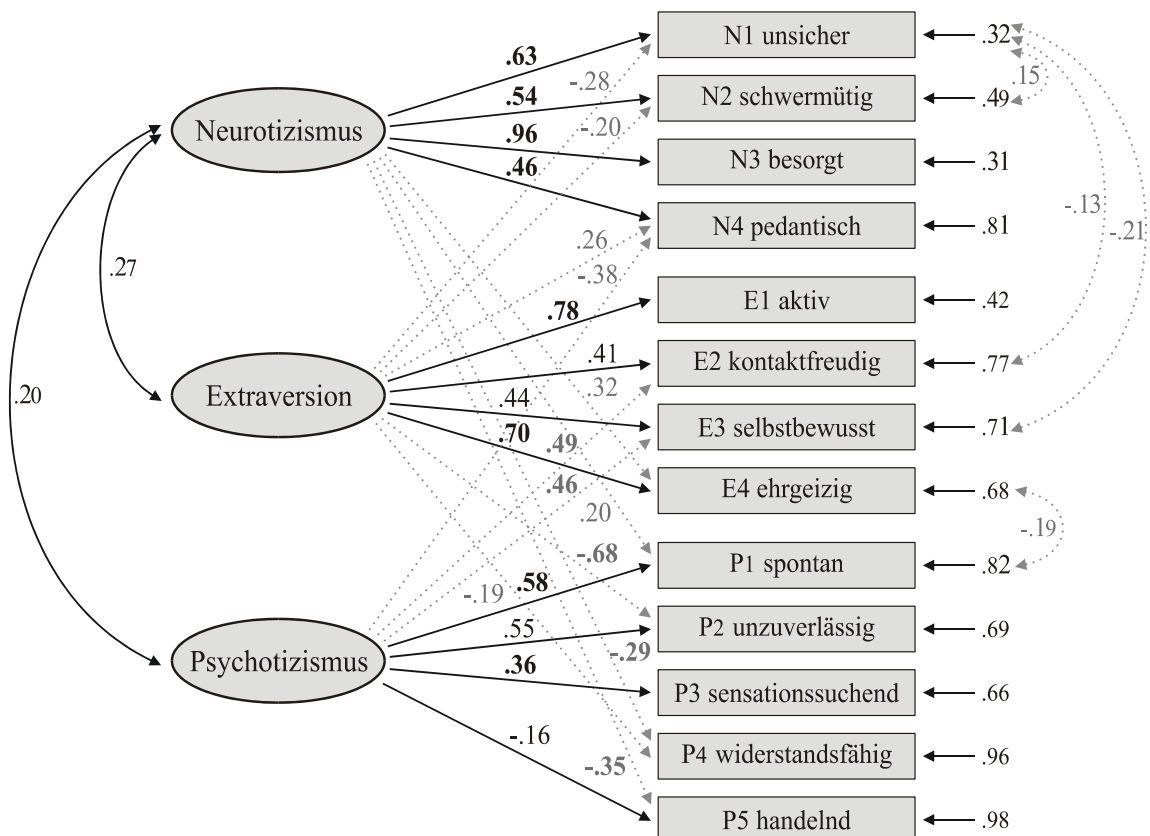 N1 unsicher
.32
.63
-.28
.15
N2 schwermütig
.49
.54
-.20
Neurotizismus
.96
N3 besorgt
.31
.46
-.13
N4 pedantisch
.81
-.21
.26
-.38
.27
.78
E1 aktiv
.42
.41
E2 kontaktfreudig
.77
.32
Extraversion
.20
.44
E3 selbstbewusst
.71
.70
.49
.46
E4 ehrgeizig
.68
.20
-.19
-.68
P1 spontan
.82
.58
-.19
.55
P2 unzuverlässig
.69
-.29
Psychotizismus
.36
P3 sensationssuchend
.66
-.16
-.35
P4 widerstandsfähig
.96
P5 handelnd
.98